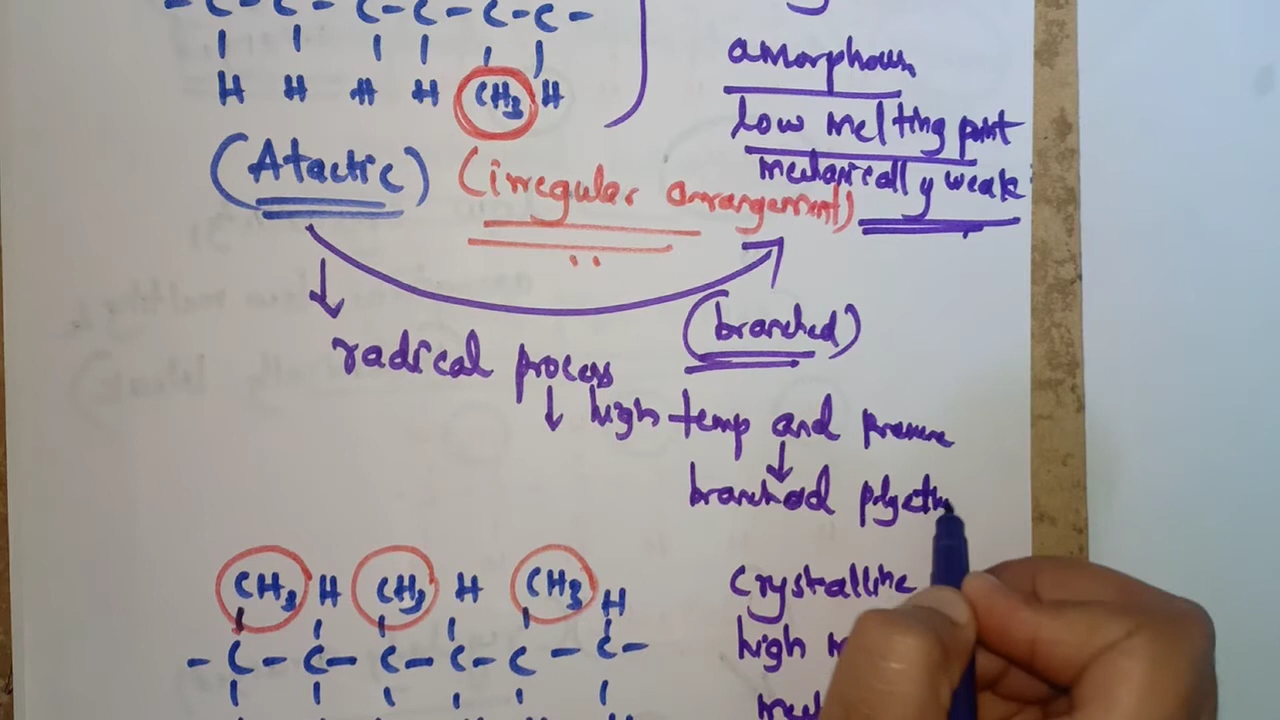 - C - C - C - C - C - C -
H H H H CH3 H
amorphous
low melting point
mechanically weak
(Atactic) (irregular arrangement)
(branched)
radical process
high temp and pressure
branched
CH3 H CH3 H CH3 H
- C - C - C - C - C - C -
Crystalline
high